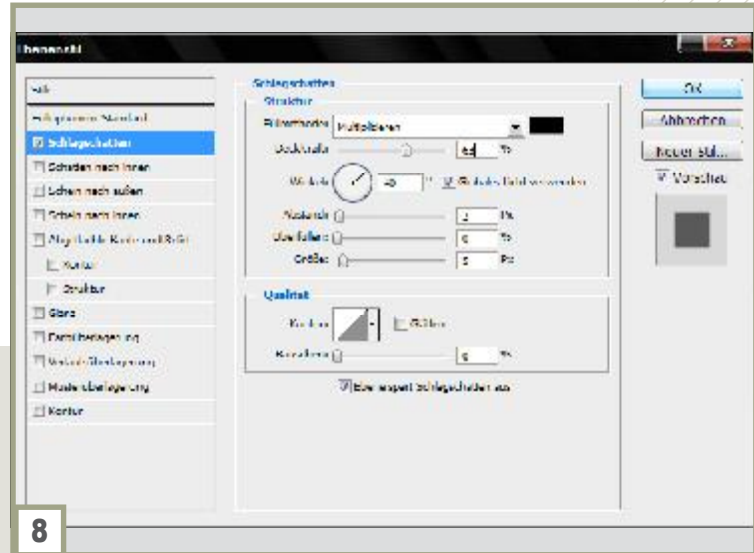 Ebenenstil
Stile
Fülloptionen: Standard
Schlagschatten
Schatten nach innen
Schein nach außen
Schein nach innen
Abgeflachte Kante und Relief
Kontur
Struktur
Glanz
Farbüberlagerung
Verlaufsüberlagerung
Musterüberlagerung
Kontur
Schlagschatten
Struktur
Füllmethode: Multiplizieren
Deckkraft: %
Winkel: ° Globales Licht verwenden
Abstand: Px
Überfüllen: %
Größe: 5 Px
Qualität
Kontur: Glätten
Rauschen: %
Ebene spart Schlagschatten aus
OK
Abbrechen
Neuer Stil...
Vorschau
8